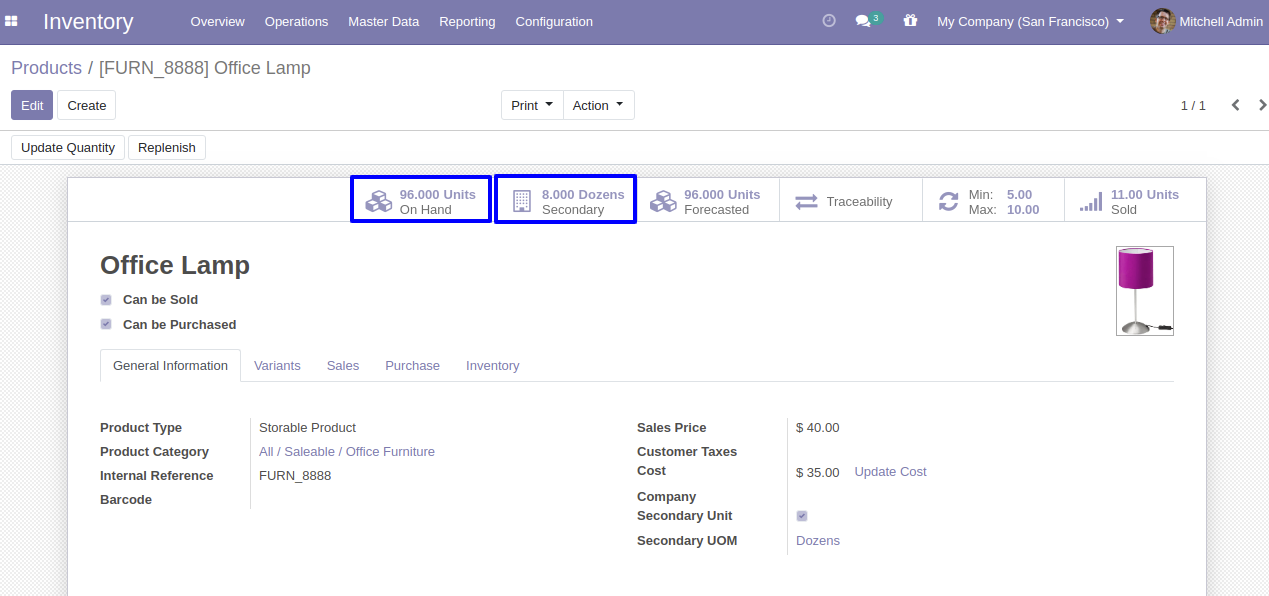 Inventory Overview Operations Master Data Reporting Configuration 3 My Company (San Francisco) Mitchell Admin
Products / [FURN_8888] Office Lamp
Edit Create Print Action 1 / 1
Update Quantity Replenish
96.000 Units
On Hand
8.000 Dozens
Secondary
96.000 Units
Forecasted
Traceability
Min: 5.00
Max: 10.00
11.00 Units
Sold
Office Lamp
Can be Sold
Can be Purchased
General Information Variants Sales Purchase Inventory
Product Type Storable Product
Product Category All / Saleable / Office Furniture
Internal Reference FURN_8888
Barcode
Sales Price $ 40.00
Customer Taxes
Cost $ 35.00 Update Cost
Company
Secondary Unit
Secondary UOM Dozens